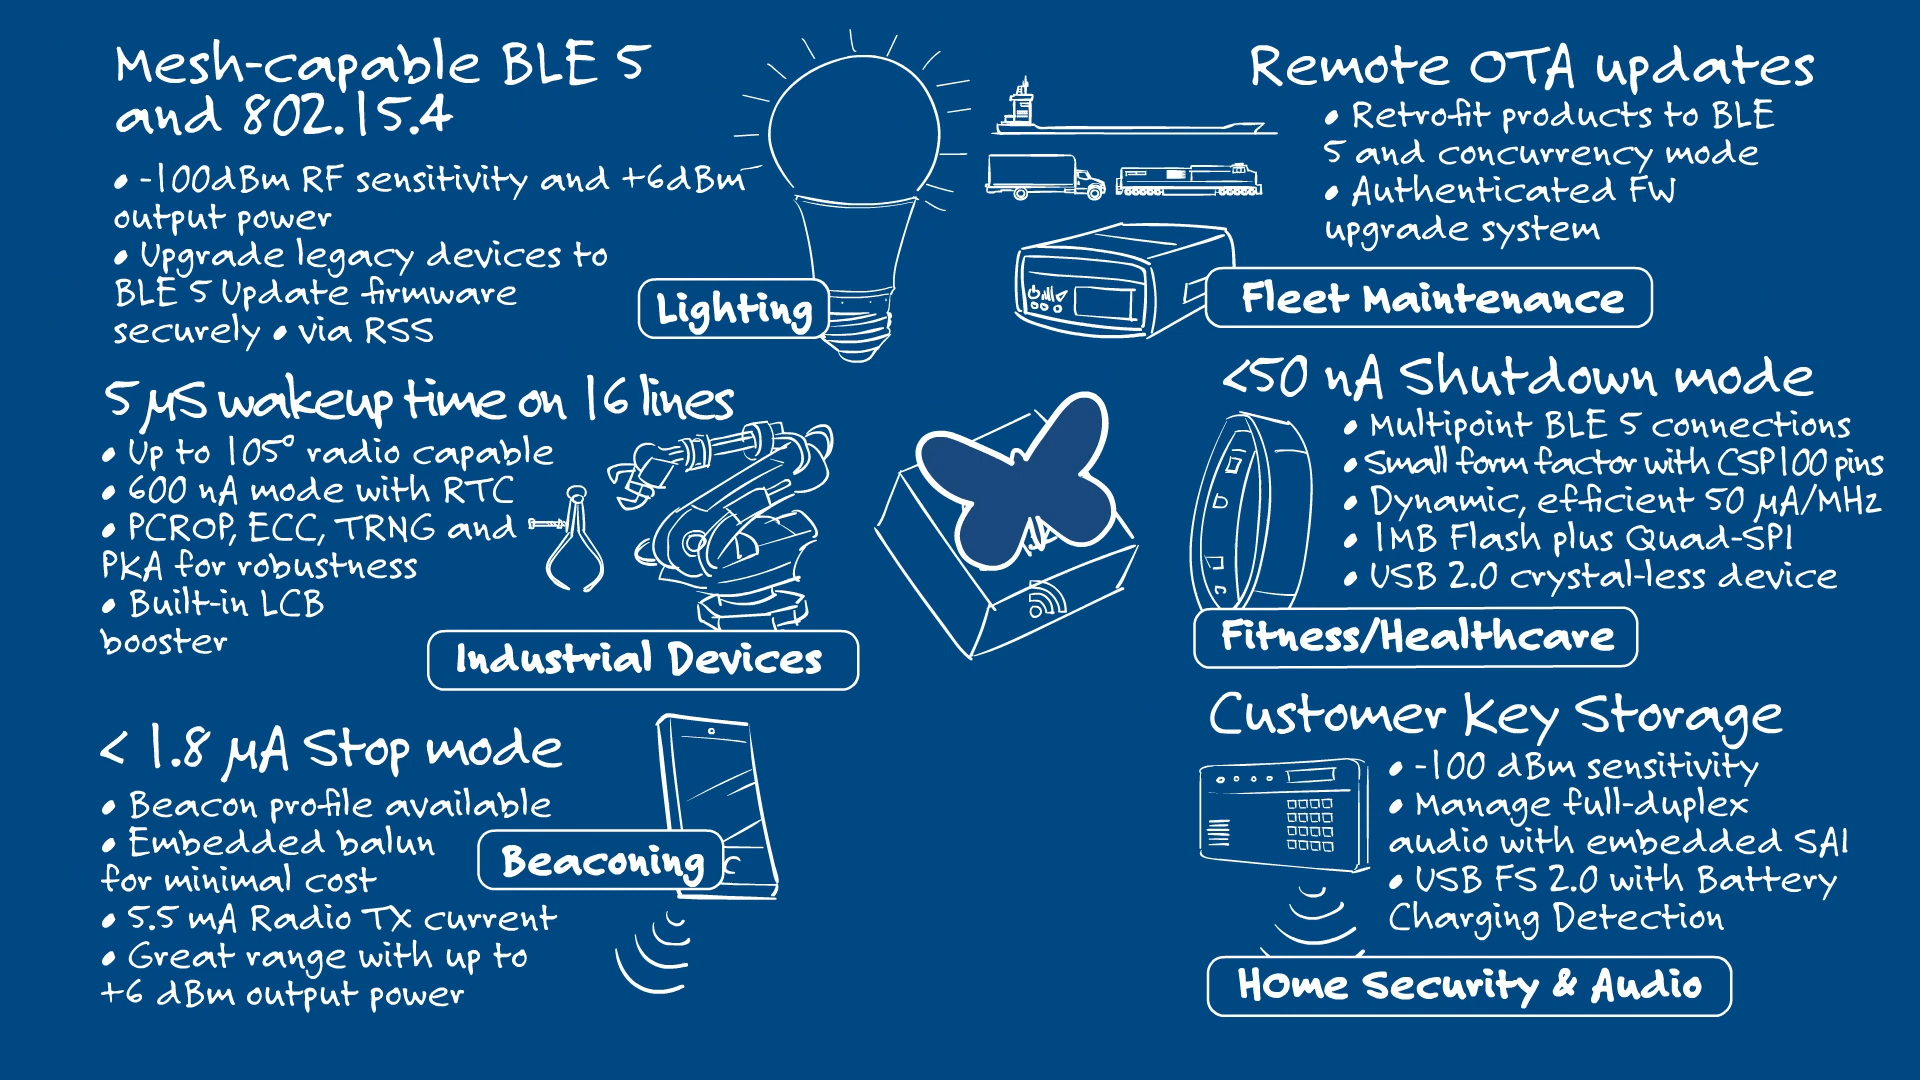 Mesh-capable BLE 5
and 802.15.4
• -100dBm RF sensitivity and +6dBm
output power
• Upgrade legacy devices to
BLE 5 Update firmware
securely • via RSS
Lighting
Remote OTA updates
• Retrofit products to BLE
5 and concurrency mode
• Authenticated FW
upgrade system
Fleet Maintenance
5 µS wakeup time on 16 lines
• Up to 105° radio capable
• 600 nA mode with RTC
• PCROP, ECC, TRNG and
PKA for robustness
• Built-in LCB
booster
Industrial Devices
<50 nA Shutdown mode
• Multipoint BLE 5 connections
• Small form factor with CSP100 pins
• Dynamic, efficient 50 µA/MHz
• 1MB Flash plus Quad-SPI
• USB 2.0 crystal-less device
Fitness/Healthcare
< 1.8 µA Stop mode
• Beacon profile available
• Embedded balun
for minimal cost
• 5.5 mA Radio TX current
• Great range with up to
+6 dBm output power
Beaconing
Customer Key Storage
• -100 dBm sensitivity
• Manage full-duplex
audio with embedded SAI
• USB FS 2.0 with Battery
Charging Detection
Home Security & Audio